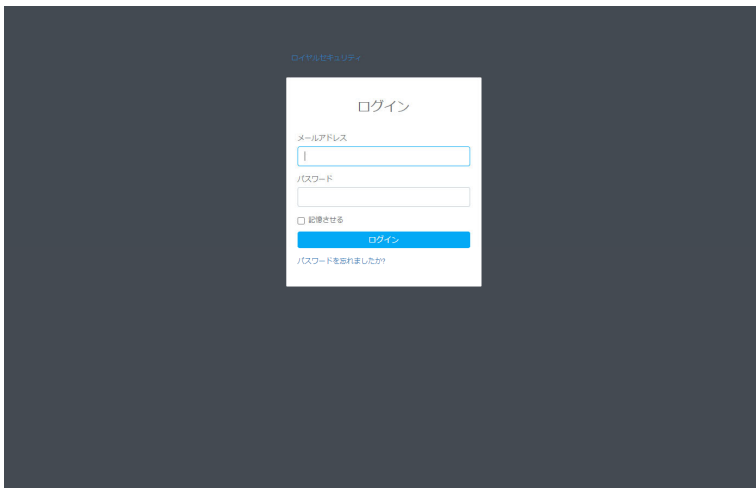 ロイヤルセキュリティ
ログイン
メールアドレス
パスワード
記憶させる
ログイン
パスワードを忘れましたか?